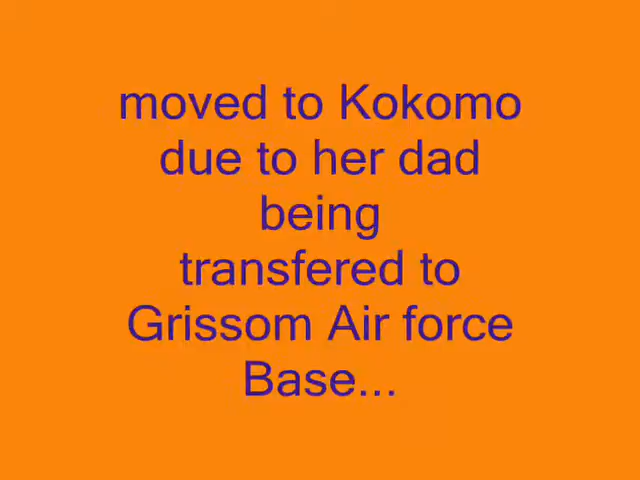 moved to Kokomo
due to her dad
being
transfered to
Grissom Air force
Base...